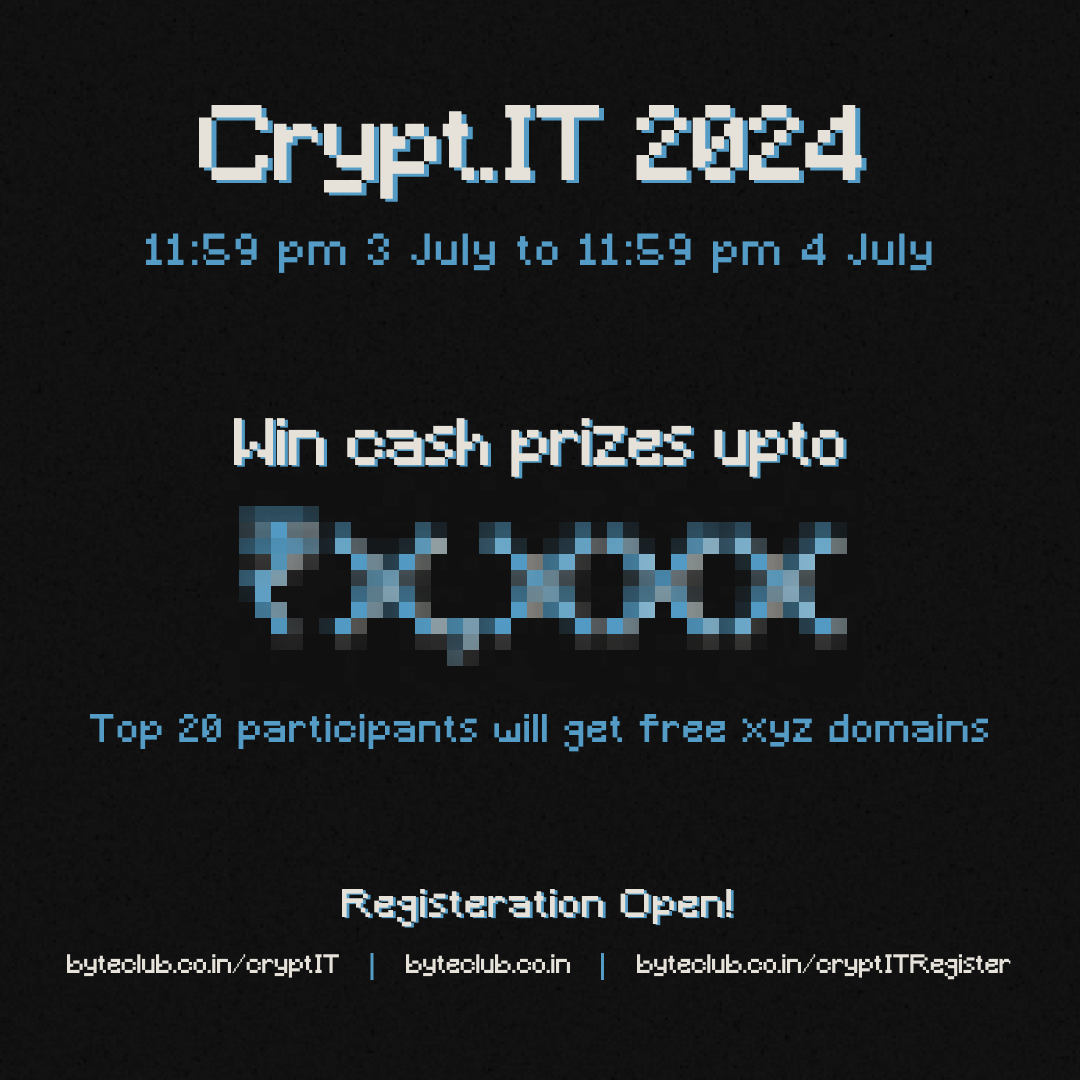 Crypt.IT 2024
11:59 pm 3 July to 11:59 pm 4 July
Win cash prizes upto
Top 20 participants will get free xyz domains
Registeration Open!
byteclub.co.in/cryptIT | byteclub.co.in | byteclub.co.in/cryptITRegister